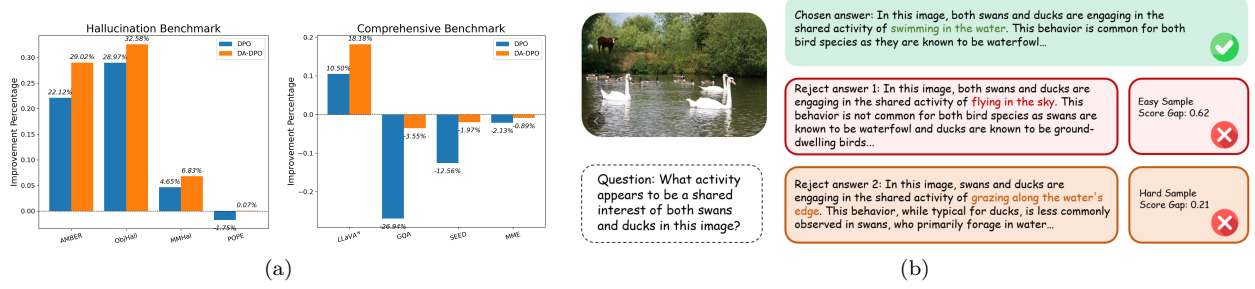 Hallucination Benchmark
Improvement Percentage
0.30
0.25
0.20
0.15
0.10
0.05
0.00
DPO
DA-DPO
22.12%
29.02%
28.97%
32.58%
4.65%
6.83%
-1.75%
0.07%
AMBER
ObjHal
MMHal
POPE
Comprehensive Benchmark
Improvement Percentage
0.2
0.1
0.0
−0.1
−0.2
DPO
DA-DPO
10.50%
18.18%
-26.94%
-3.55%
-12.56%
-1.97%
-2.13%
-0.89%
LLaVAᵂ
GQA
SEED
MME
(a)
Question: What activity
appears to be a shared
interest of both swans
and ducks in this image?
Chosen answer: In this image, both swans and ducks are engaging in the
shared activity of swimming in the water. This behavior is common for both
bird species as they are known to be waterfowl...
Reject answer 1: In this image, both swans and ducks are
engaging in the shared activity of flying in the sky. This
behavior is not common for both bird species as swans are
known to be waterfowl and ducks are known to be ground-
dwelling birds...
Easy Sample
Score Gap: 0.62
Reject answer 2: In this image, swans and ducks are
engaging in the shared activity of grazing along the water's
edge. This behavior, while typical for ducks, is less commonly
observed in swans, who primarily forage in water...
Hard Sample
Score Gap: 0.21
(b)